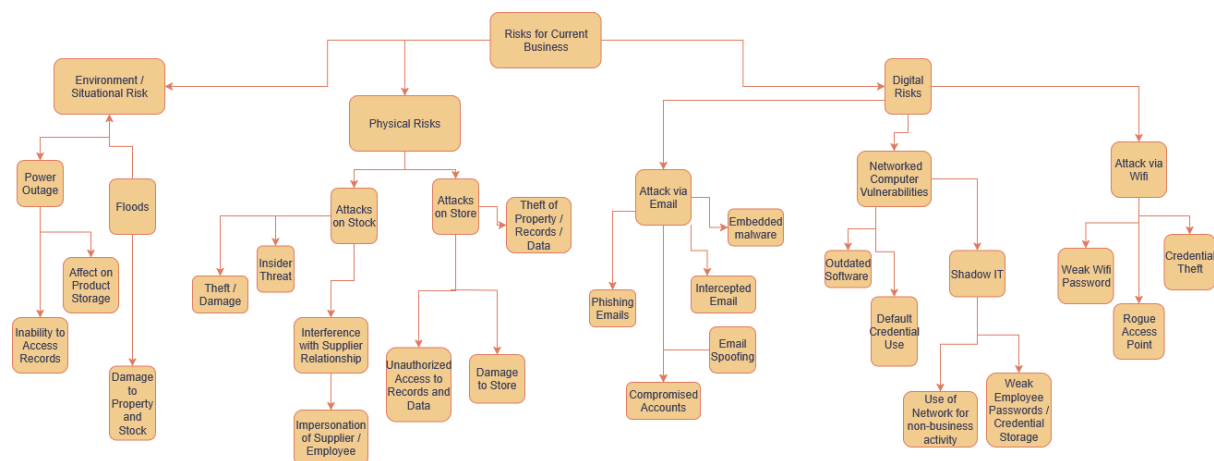 Risks for Current
Business
Environment /
Situational Risk
Digital
Risks
Physical Risks
Power
Outage
Floods
Attacks
on Stock
Attacks
on Store
Theft of
Property /
Records /
Data
Attack via
Email
Networked
Computer
Vulnerabilities
Attack via
Wifi
Embedded
malware
Affect on
Product
Storage
Insider
Threat
Theft /
Damage
Outdated
Software
Shadow IT
Weak Wifi
Password
Credential
Theft
Phishing
Emails
Intercepted
Email
Inability to
Access
Records
Interference
with Supplier
Relationship
Default
Credential
Use
Rogue
Access
Point
Email
Spoofing
Damage
to
Property
and
Stock
Unauthorized
Access to
Records and
Data
Damage
to Store
Compromised
Accounts
Use of
Network for
non-business
activity
Weak
Employee
Passwords /
Credential
Storage
Impersonation
of Supplier /
Employee